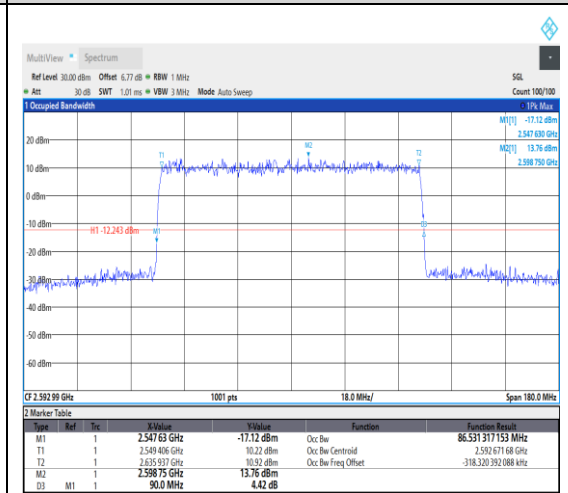 MultiView Spectrum
Ref Level 30.00 dBm Offset 6.77 dB RBW 1 MHz SGL
Att 30 dB SWT 1.01 ms VBW 3 MHz Mode Auto Sweep Count 100/100
1 Occupied Bandwidth 1Pk Max
M1[1] -17.12 dBm
2.547 630 GHz
M2[1] 13.76 dBm
2.598 750 GHz
20 dBm
T1 M2 T2
10 dBm
0 dBm
-10 dBm
H1 -12.243 dBm M1 D3
-20 dBm
-30 dBm
-40 dBm
-50 dBm
-60 dBm
CF 2.592 99 GHz 1001 pts 18.0 MHz/ Span 180.0 MHz
2 Marker Table
Type Ref Trc X-Value Y-Value Function Function Result
M1 1 2.547 63 GHz -17.12 dBm Occ Bw 86.531 317 153 MHz
T1 1 2.549 406 GHz 10.22 dBm Occ Bw Centroid 2.592 671 68 GHz
T2 1 2.635 937 GHz 10.92 dBm Occ Bw Freq Offset -318.320 392 088 kHz
M2 1 2.598 75 GHz 13.76 dBm
D3 M1 1 90.0 MHz 4.42 dB